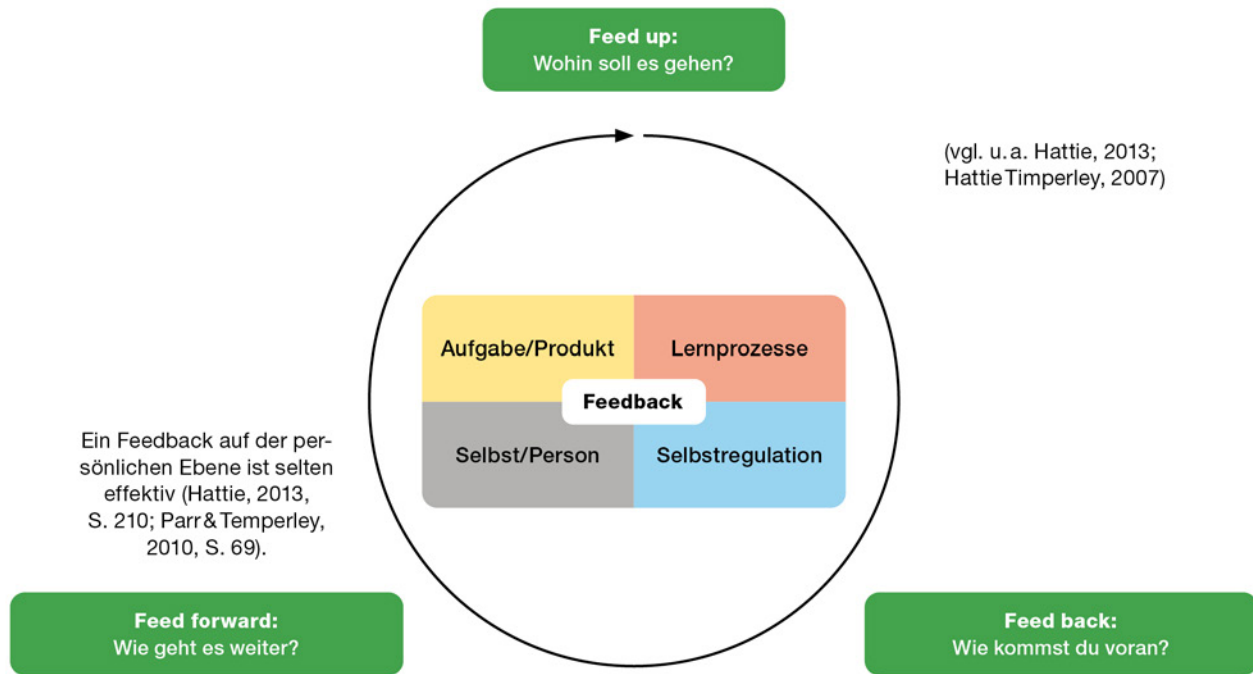 Feed up:
Wohin soll es gehen?
(vgl. u. a. Hattie, 2013;
Hattie Timperley, 2007)
Aufgabe/Produkt
Lernprozesse
Feedback
Selbst/Person
Selbstregulation
Ein Feedback auf der per-
sönlichen Ebene ist selten
effektiv (Hattie, 2013,
S. 210; Parr & Temperley,
2010, S. 69).
Feed forward:
Wie geht es weiter?
Feed back:
Wie kommst du voran?